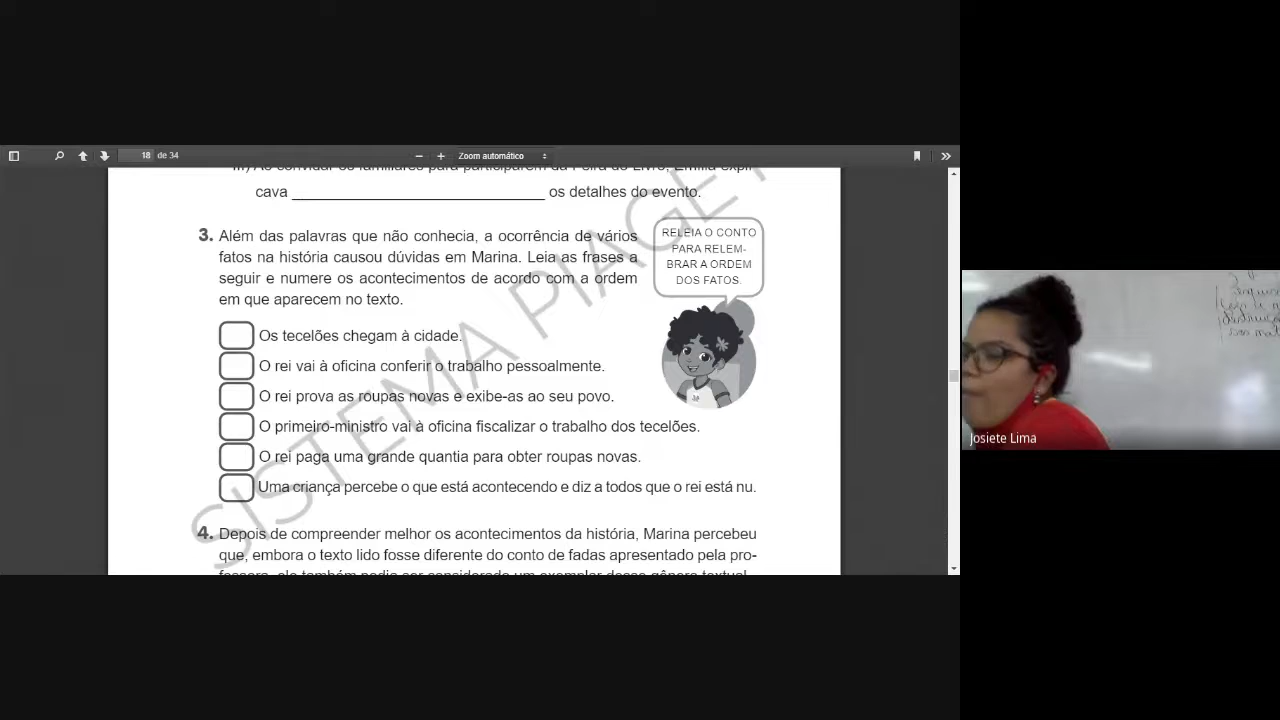 18 de 34
Zoom automático
cava ______________________ os detalhes do evento.
3. Além das palavras que não conhecia, a ocorrência de vários
fatos na história causou dúvidas em Marina. Leia as frases a
seguir e numere os acontecimentos de acordo com a ordem
em que aparecem no texto.
RELEIA O CONTO
PARA RELEM-
BRAR A ORDEM
DOS FATOS.
Os tecelões chegam à cidade.
O rei vai à oficina conferir o trabalho pessoalmente.
O rei prova as roupas novas e exibe-as ao seu povo.
O primeiro-ministro vai à oficina fiscalizar o trabalho dos tecelões.
O rei paga uma grande quantia para obter roupas novas.
Uma criança percebe o que está acontecendo e diz a todos que o rei está nu.
4. Depois de compreender melhor os acontecimentos da história, Marina percebeu
que, embora o texto lido fosse diferente do conto de fadas apresentado pela pro-
SISTEMA PIAGET
Josiete Lima